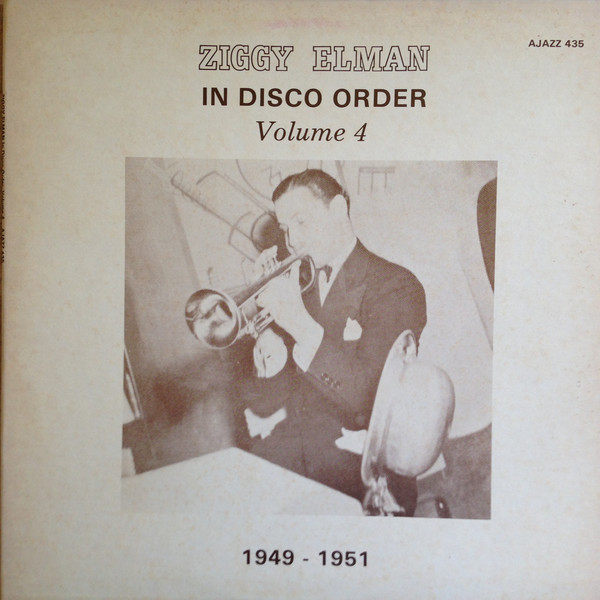 AJAZZ 435
ZIGGY ELMAN
IN DISCO ORDER
Volume 4
1949 - 1951